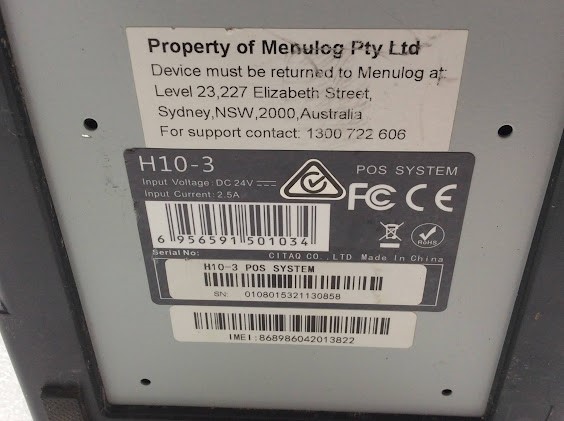 Property of Menulog Pty Ltd
Device must be returned to Menulog at:
Level 23,227 Elizabeth Street,
Sydney,NSW,2000,Australia
For support contact: 1300 722 606
H10-3
POS SYSTEM
Input Voltage: DC 24V
Input Current: 2.5A
FC CE
6 956591 501034
RoHS
Serial No:
CITAQ CO.,LTD Made In China
H10-3 POS SYSTEM
SN: 0108015321130858
IMEI:868986042013822